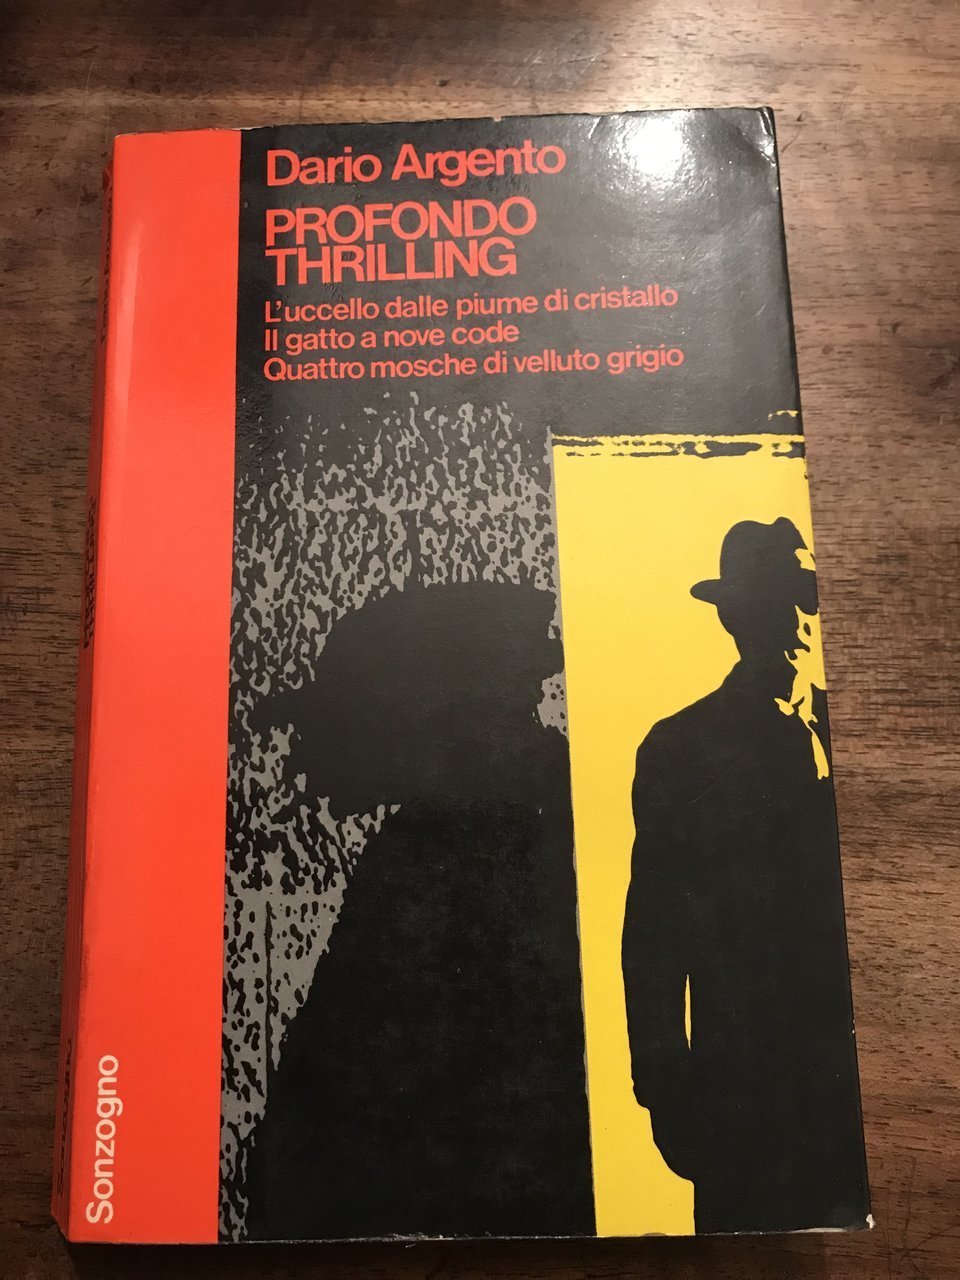 Dario Argento
PROFONDO
THRILLING
L'uccello dalle piume di cristallo
Il gatto a nove code
Quattro mosche di velluto grigio
Sonzogno